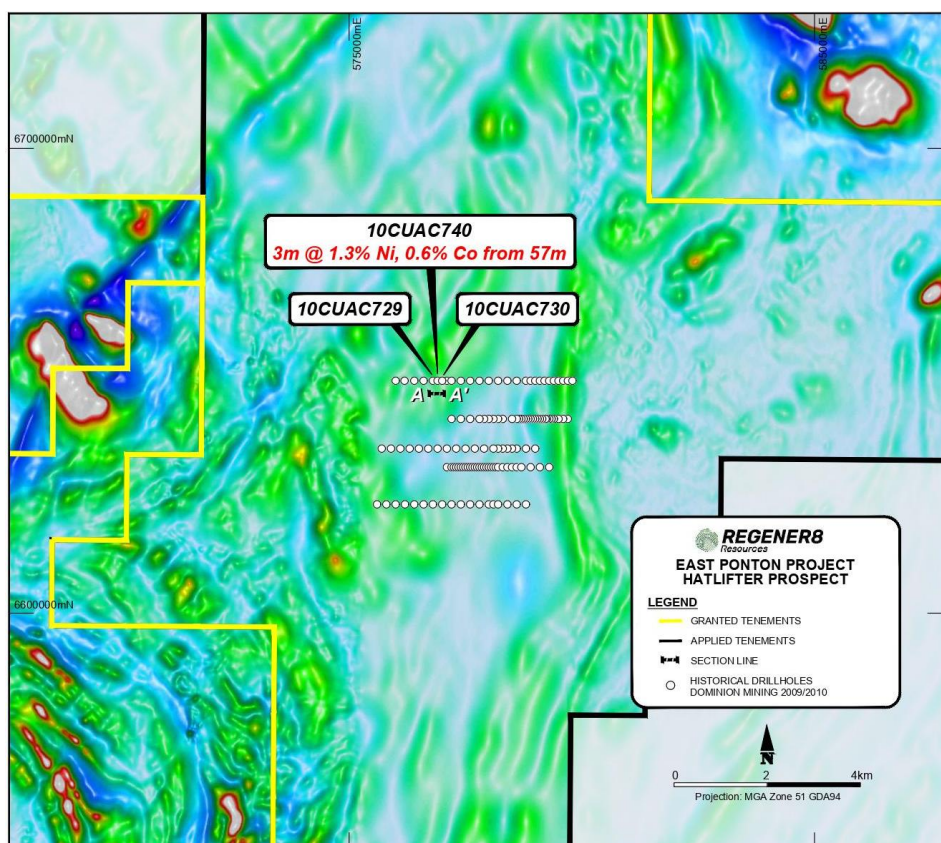 575000mE
585000mE
6700000mN
10CUAC740
3m @ 1.3% Ni, 0.6% Co from 57m
10CUAC729
10CUAC730
A
A'
6600000mN
REGENER8
Resources
EAST PONTON PROJECT
HATLIFTER PROSPECT
LEGEND
GRANTED TENEMENTS
APPLIED TENEMENTS
SECTION LINE
HISTORICAL DRILLHOLES
DOMINION MINING 2009/2010
N
0 2 4km
Projection: MGA Zone 51 GDA94